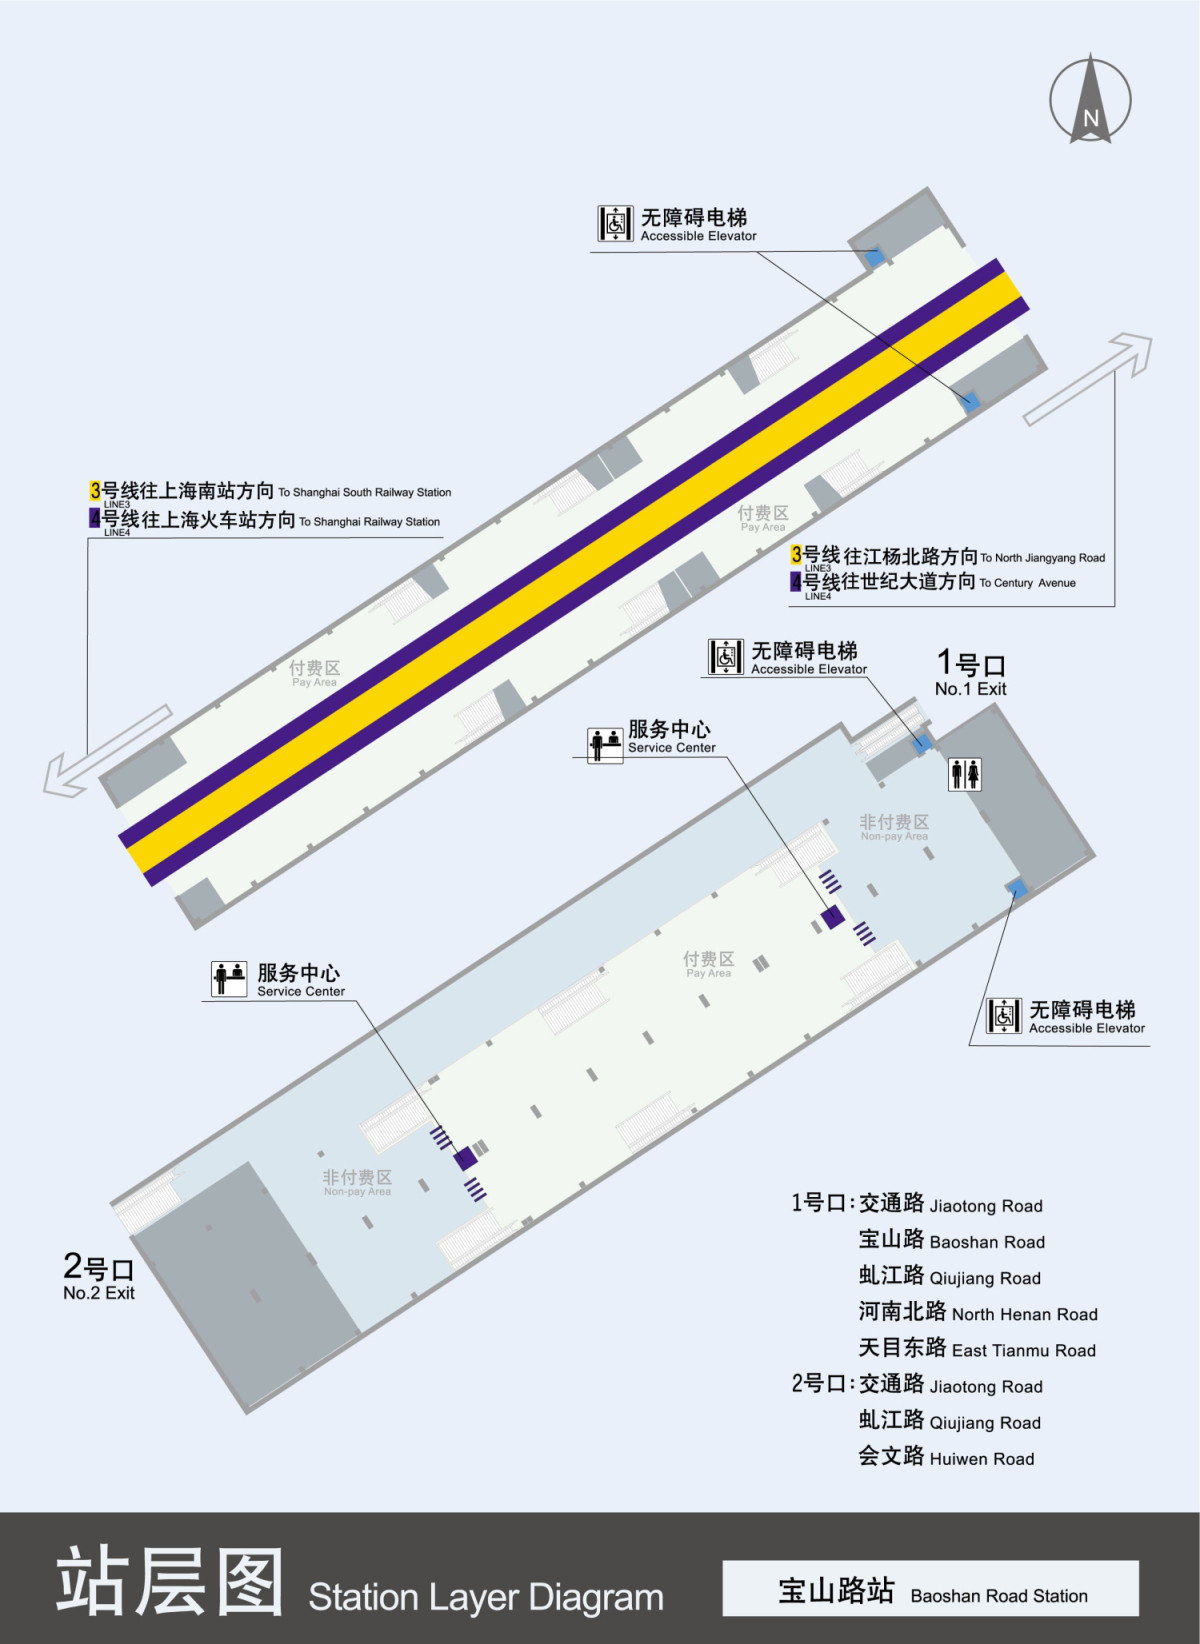 N
无障碍电梯
Accessible Elevator
3号线往上海南站方向 To Shanghai South Railway Station
LINE3
4号线往上海火车站方向 To Shanghai Railway Station
LINE4
付费区
Pay Area
3号线往江杨北路方向 To North Jiangyang Road
LINE3
4号线往世纪大道方向 To Century Avenue
LINE4
付费区
Pay Area
无障碍电梯
Accessible Elevator
1号口
No.1 Exit
服务中心
Service Center
非付费区
Non-pay Area
付费区
Pay Area
服务中心
Service Center
无障碍电梯
Accessible Elevator
非付费区
Non-pay Area
2号口
No.2 Exit
1号口：交通路 Jiaotong Road
宝山路 Baoshan Road
虬江路 Qiujiang Road
河南北路 North Henan Road
天目东路 East Tianmu Road
2号口：交通路 Jiaotong Road
虬江路 Qiujiang Road
会文路 Huiwen Road
站层图 Station Layer Diagram
宝山路站 Baoshan Road Station